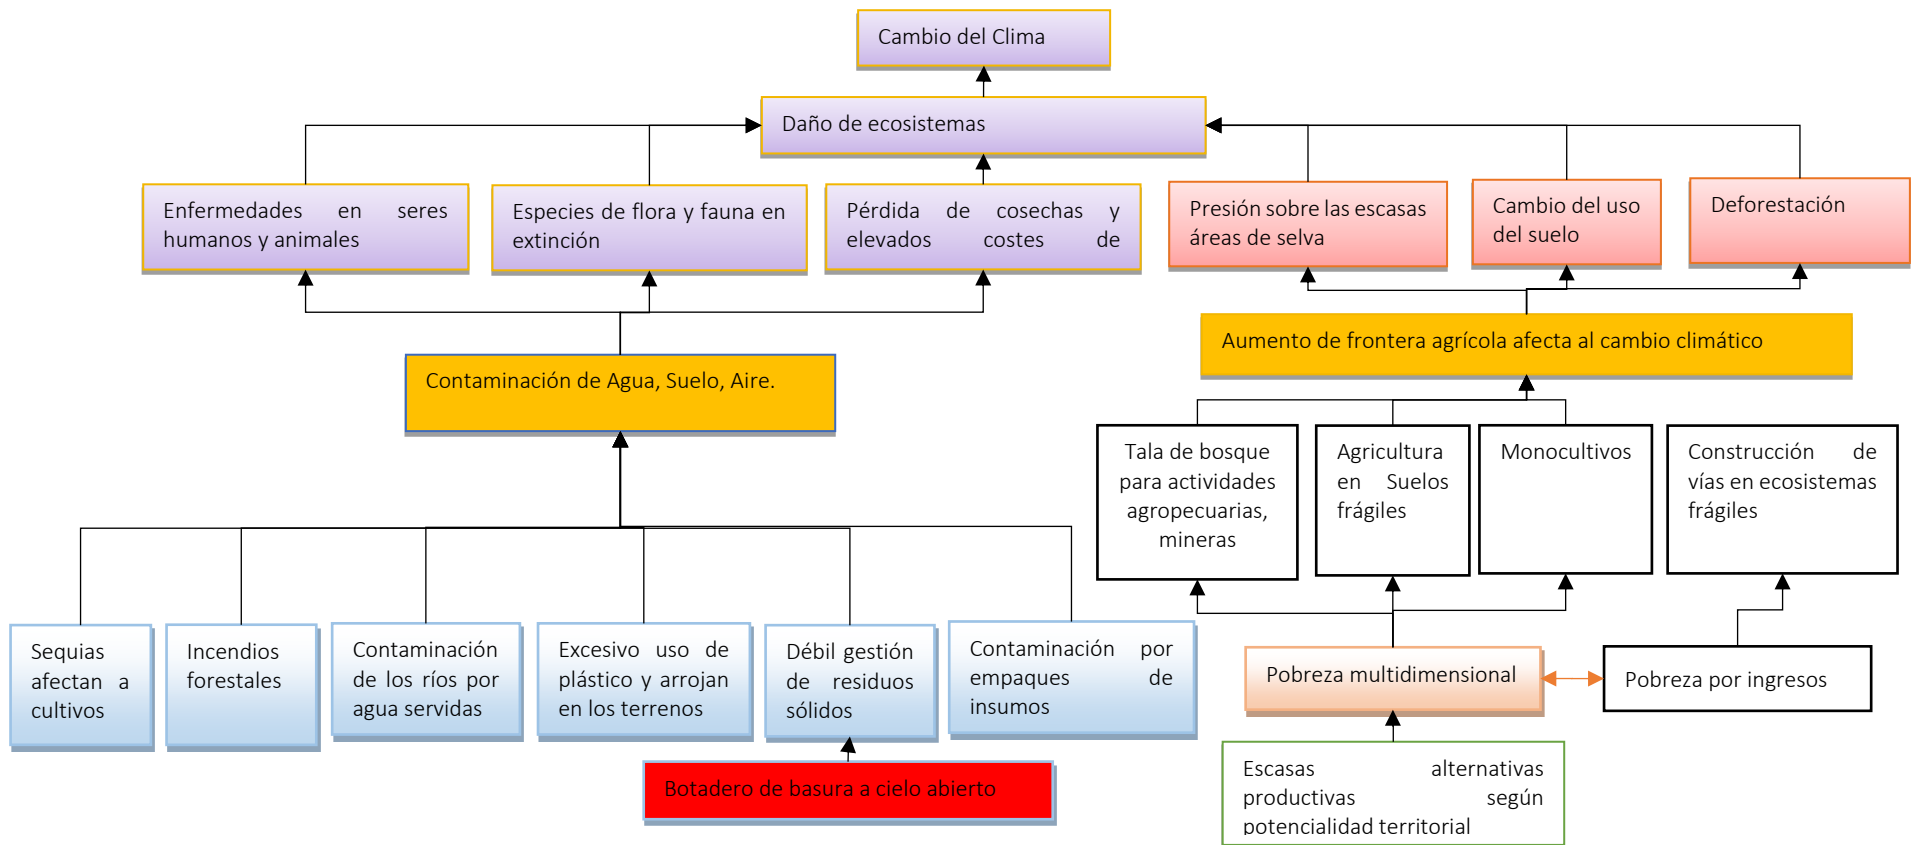 Cambio del Clima
Daño de ecosistemas
Enfermedades en seres
humanos y animales
Especies de flora y fauna en
extinción
Pérdida de cosechas y
elevados costes de
Presión sobre las escasas
áreas de selva
Cambio del uso
del suelo
Deforestación
Contaminación de Agua, Suelo, Aire.
Aumento de frontera agrícola afecta al cambio climático
Tala de bosque
para actividades
agropecuarias,
mineras
Agricultura
en Suelos
frágiles
Monocultivos
Construcción de
vías en ecosistemas
frágiles
Sequias
afectan a
cultivos
Incendios
forestales
Contaminación
de los ríos por
agua servidas
Excesivo uso de
plástico y arrojan
en los terrenos
Débil gestión
de residuos
sólidos
Contaminación por
empaques de
insumos
Pobreza multidimensional
Pobreza por ingresos
Botadero de basura a cielo abierto
Escasas alternativas
productivas según
potencialidad territorial